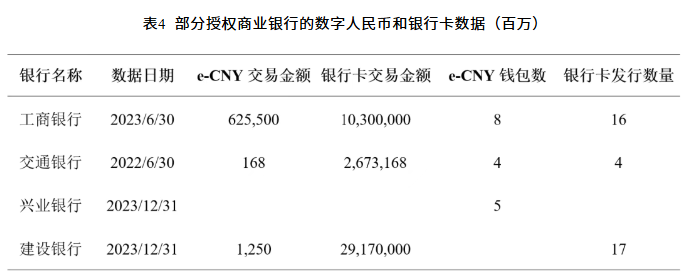 表4 部分授权商业银行的数字人民币和银行卡数据（百万）
银行名称 数据日期 e-CNY 交易金额 银行卡交易金额 e-CNY 钱包数 银行卡发行数量
工商银行 2023/6/30 625,500 10,300,000 8 16
交通银行 2022/6/30 168 2,673,168 4 4
兴业银行 2023/12/31 5
建设银行 2023/12/31 1,250 29,170,000 17